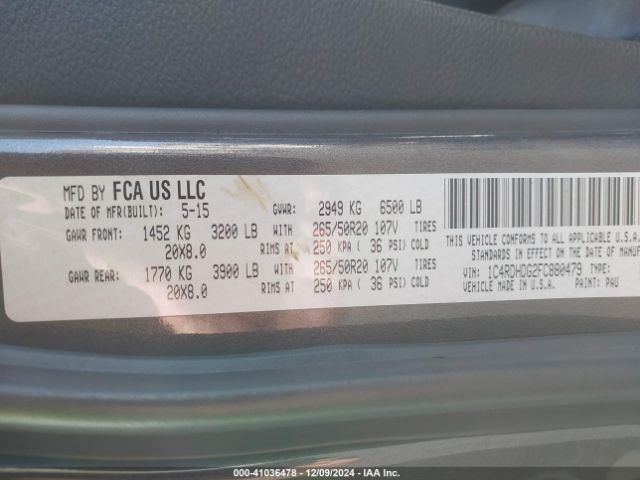 MFD BY FCA US LLC
DATE OF MFR(BUILT): 5-15 GVWR: 2949 KG 6500 LB
GAWR FRONT: 1452 KG 3200 LB WITH 265/50R20 107V TIRES
20X8.0 RIMS AT 250 KPA ( 36 PSI) COLD
GAWR REAR: 1770 KG 3900 LB WITH 265/50R20 107V TIRES
20X8.0 RIMS AT 250 KPA ( 36 PSI) COLD
THIS VEHICLE CONFORMS TO ALL APPLICABLE U.S.A.
STANDARDS IN EFFECT ON THE DATE OF MANUF
VIN: 1C4RDHDG2FC880479 TYPE:
VEHICLE MADE IN U.S.A. PAINT: PAU
000-41036478 - 12/09/2024 - IAA Inc.